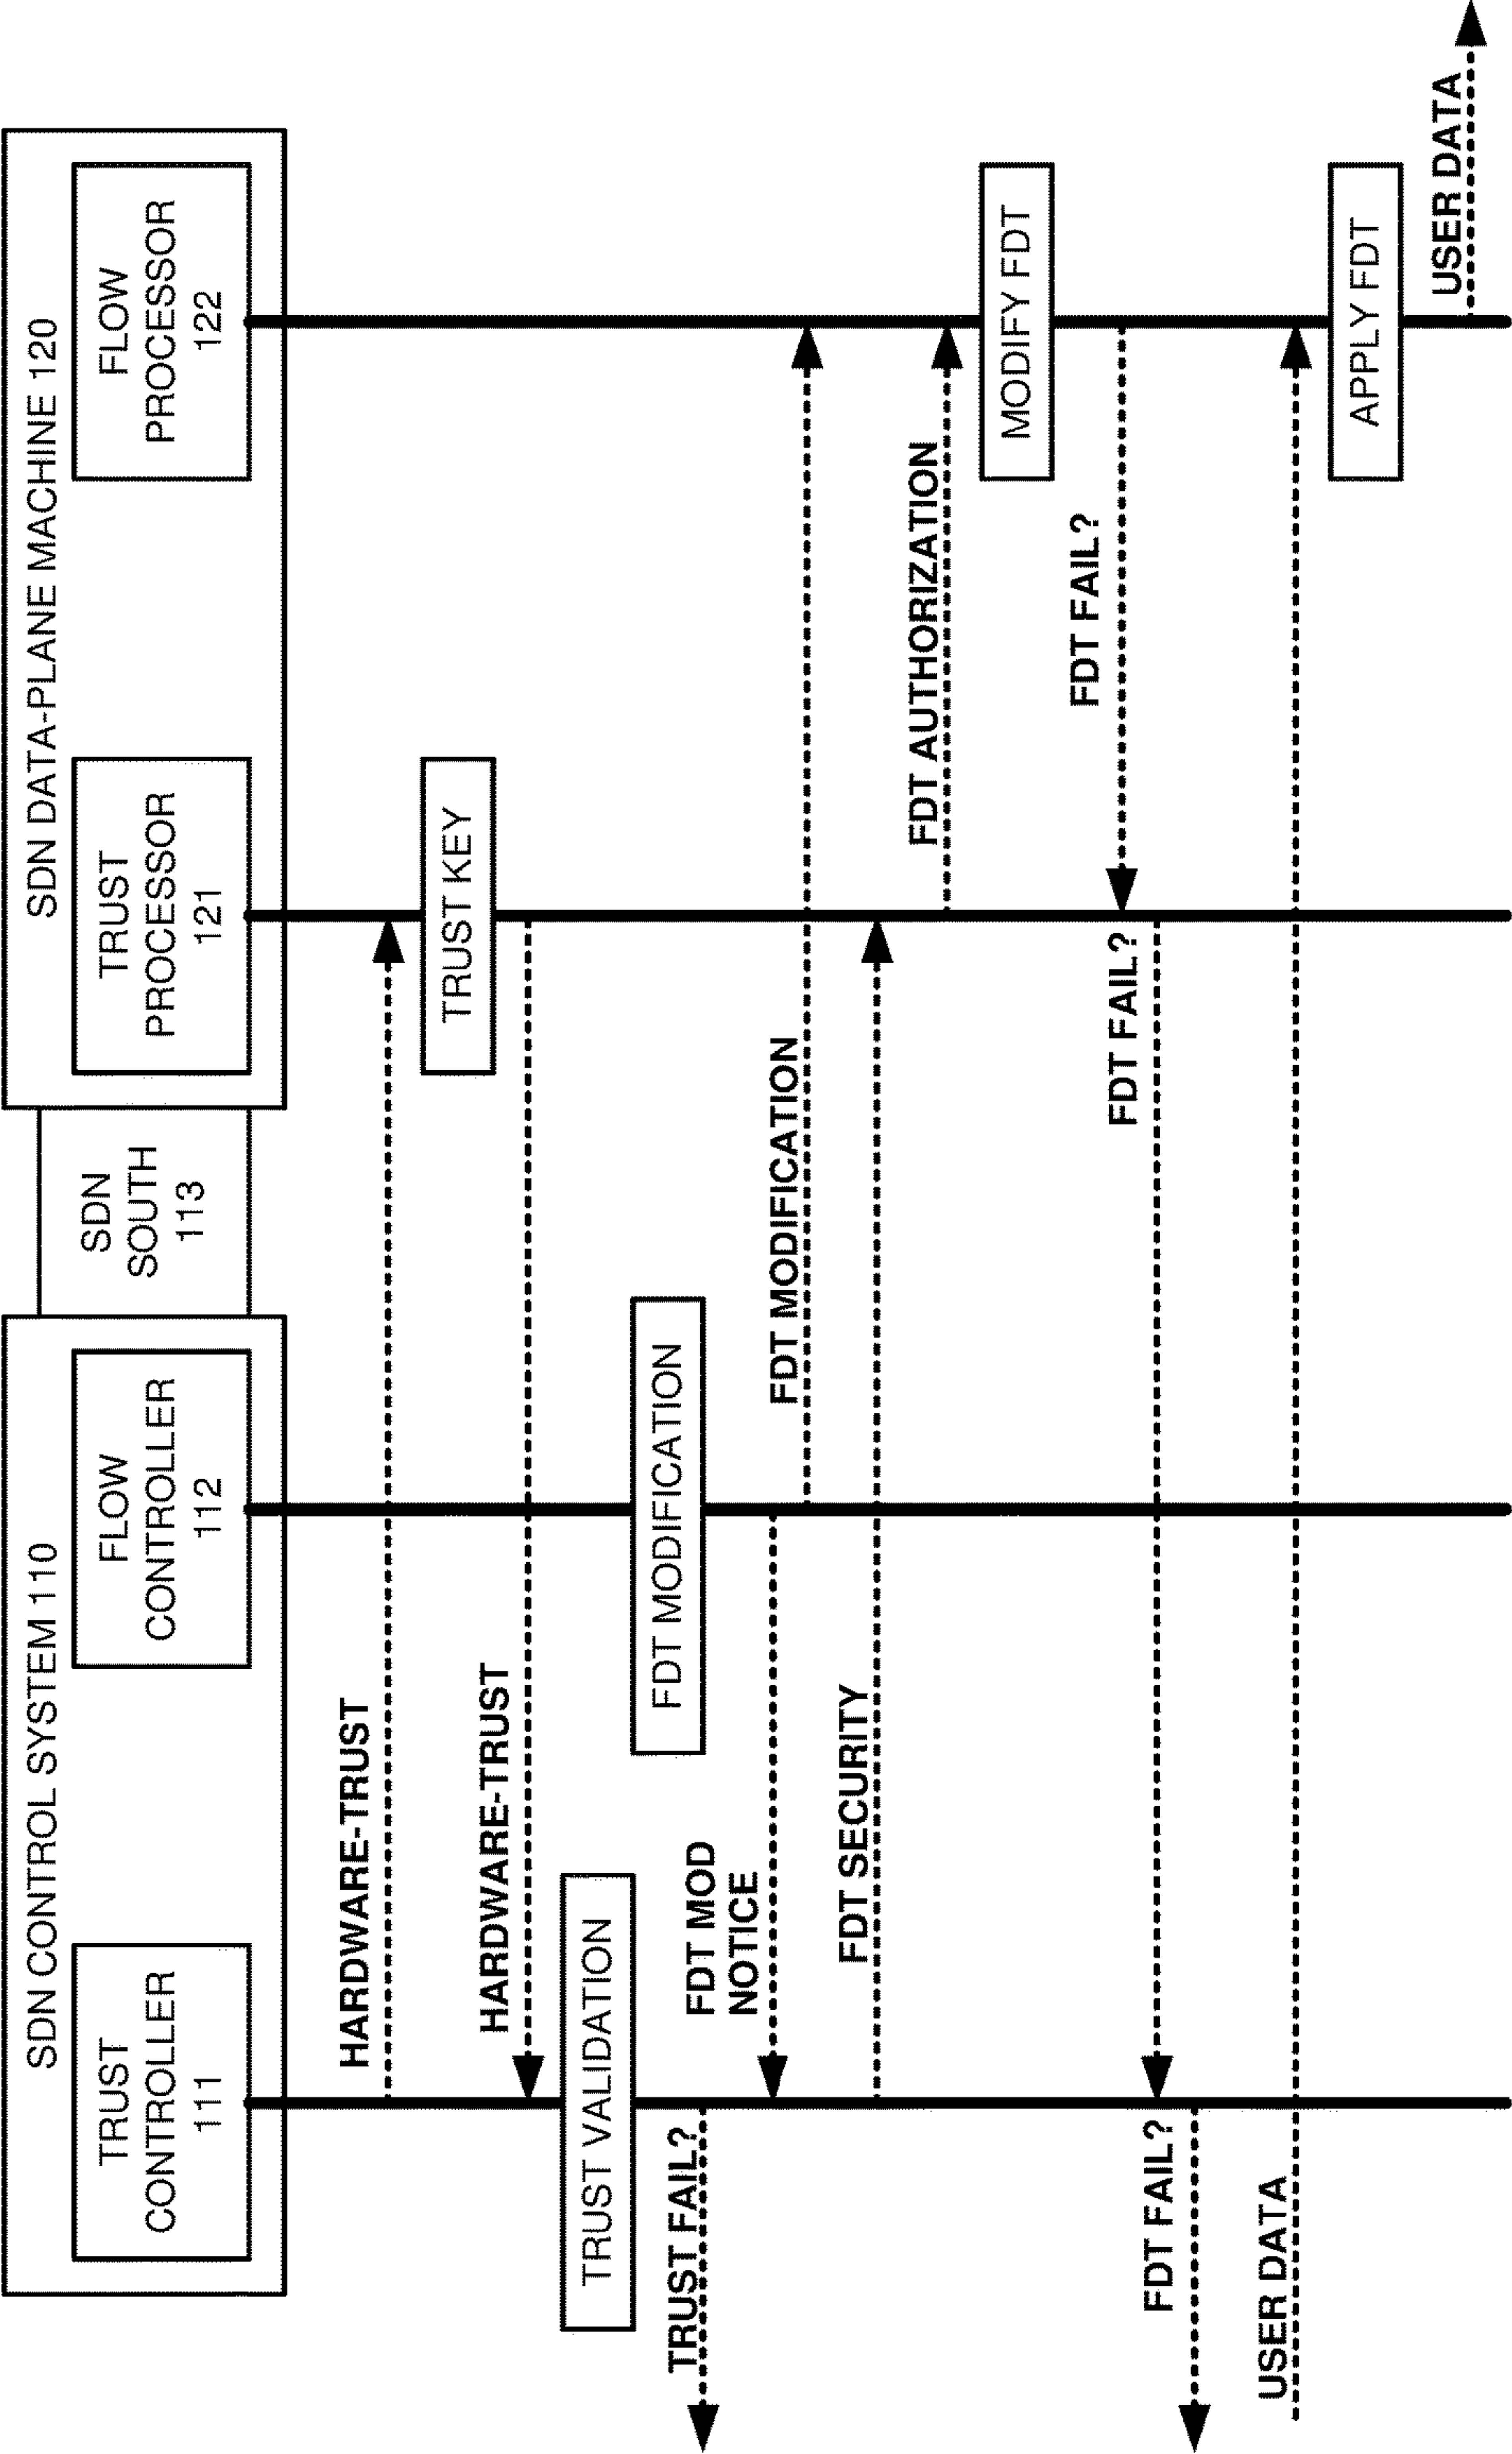 SDN CONTROL SYSTEM 110
TRUST
CONTROLLER
111
FLOW
CONTROLLER
112
SDN
SOUTH
113
SDN DATA-PLANE MACHINE 120
TRUST
PROCESSOR
121
FLOW
PROCESSOR
122
HARDWARE-TRUST
TRUST KEY
HARDWARE-TRUST
TRUST VALIDATION
FDT MODIFICATION
TRUST FAIL?
FDT MOD
NOTICE
FDT MODIFICATION
FDT SECURITY
FDT AUTHORIZATION
MODIFY FDT
FDT FAIL?
FDT FAIL?
FDT FAIL?
USER DATA
APPLY FDT
USER DATA